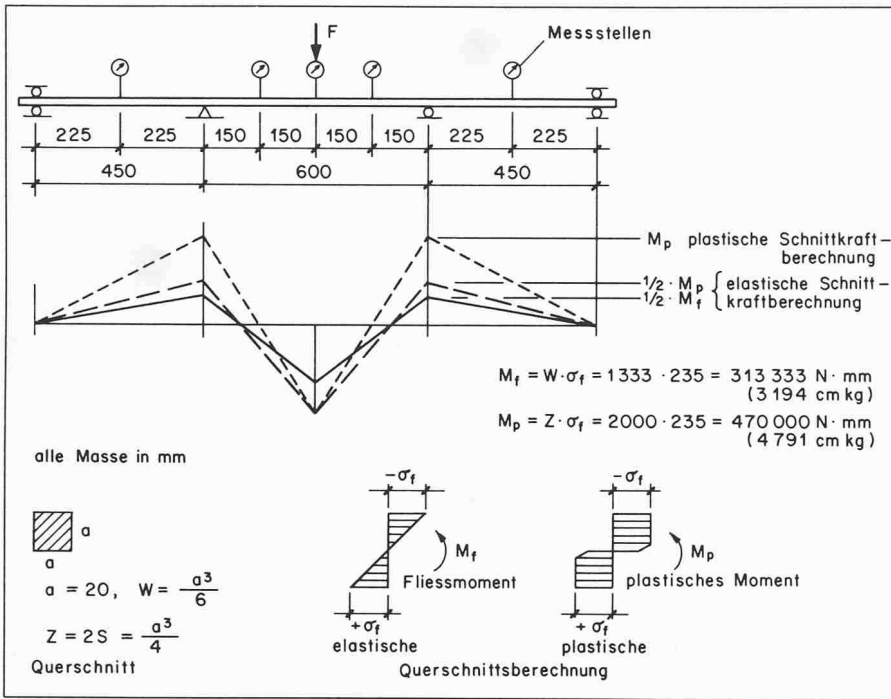 F
Messstellen
225 225 150 150 150 150 225 225
450 600 450
Mp plastische Schnittkraft-
berechnung
1/2 · Mp { elastische Schnitt-
1/2 · Mf kraftberechnung
Mf = W·σf = 1333 · 235 = 313 333 N · mm
(3 194 cm kg)
Mp = Z · σf = 2000 · 235 = 470 000 N · mm
(4 791 cm kg)
alle Masse in mm
a
a
a = 20, W = a³/6
Z = 2S = a³/4
Querschnitt
-σf
Mf
Fliessmoment
+σf
elastische
-σf
Mp
plastisches Moment
+σf
plastische
Querschnittsberechnung